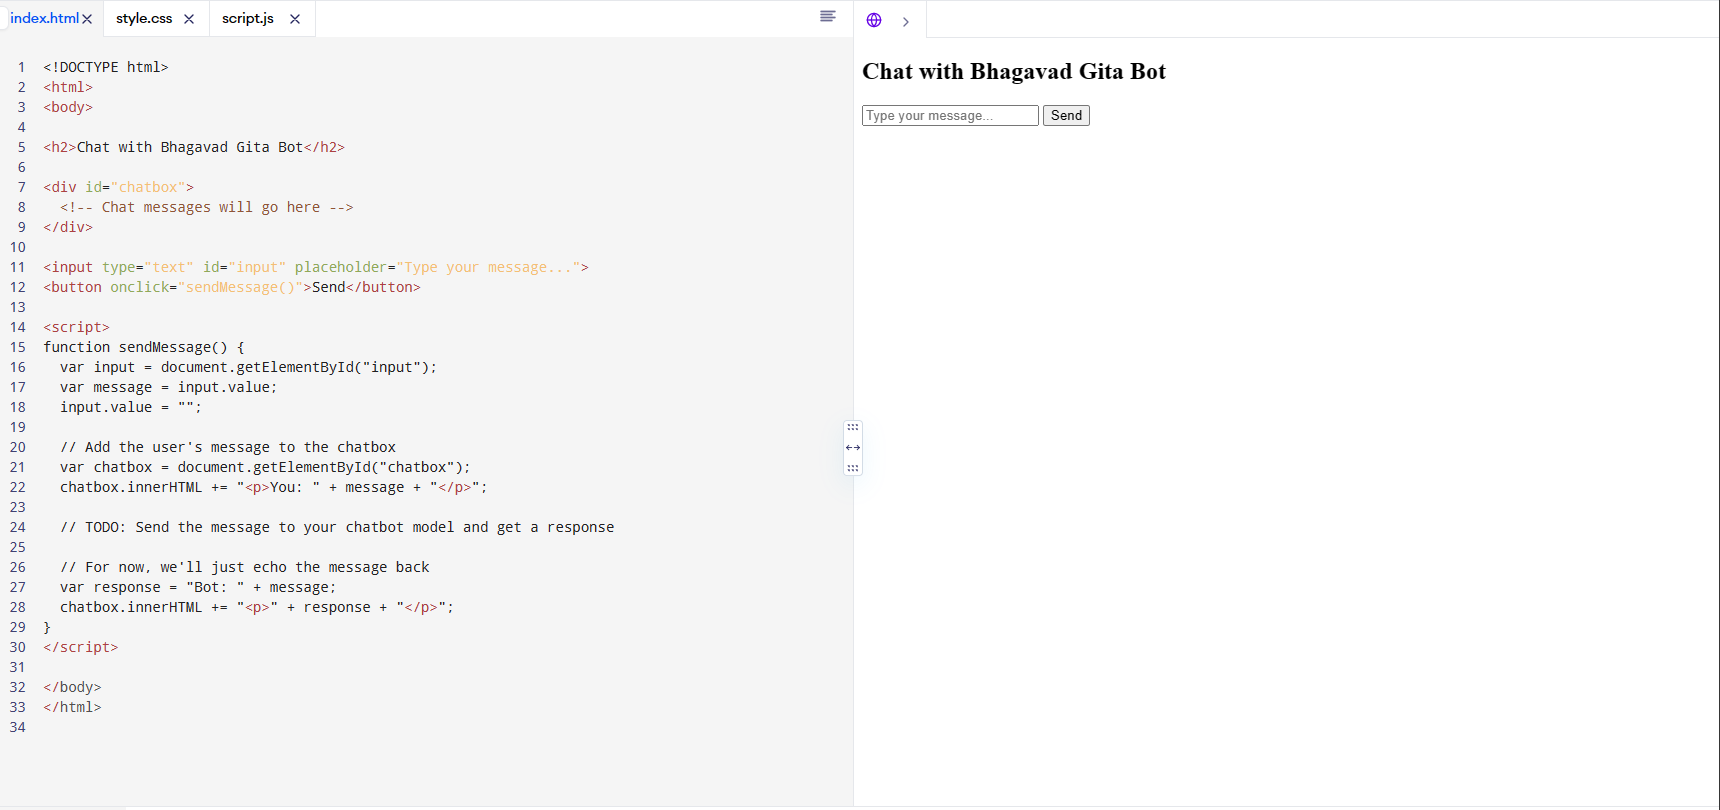 index.html
style.css
script.js
1 <!DOCTYPE html>
2 <html>
3 <body>
4
5 <h2>Chat with Bhagavad Gita Bot</h2>
6
7 <div id="chatbox">
8 <!-- Chat messages will go here -->
9 </div>
10
11 <input type="text" id="input" placeholder="Type your message...">
12 <button onclick="sendMessage()">Send</button>
13
14 <script>
15 function sendMessage() {
16 var input = document.getElementById("input");
17 var message = input.value;
18 input.value = "";
19
20 // Add the user's message to the chatbox
21 var chatbox = document.getElementById("chatbox");
22 chatbox.innerHTML += "<p>You: " + message + "</p>";
23
24 // TODO: Send the message to your chatbot model and get a response
25
26 // For now, we'll just echo the message back
27 var response = "Bot: " + message;
28 chatbox.innerHTML += "<p>" + response + "</p>";
29 }
30 </script>
31
32 </body>
33 </html>
34
Chat with Bhagavad Gita Bot
Type your message... Send